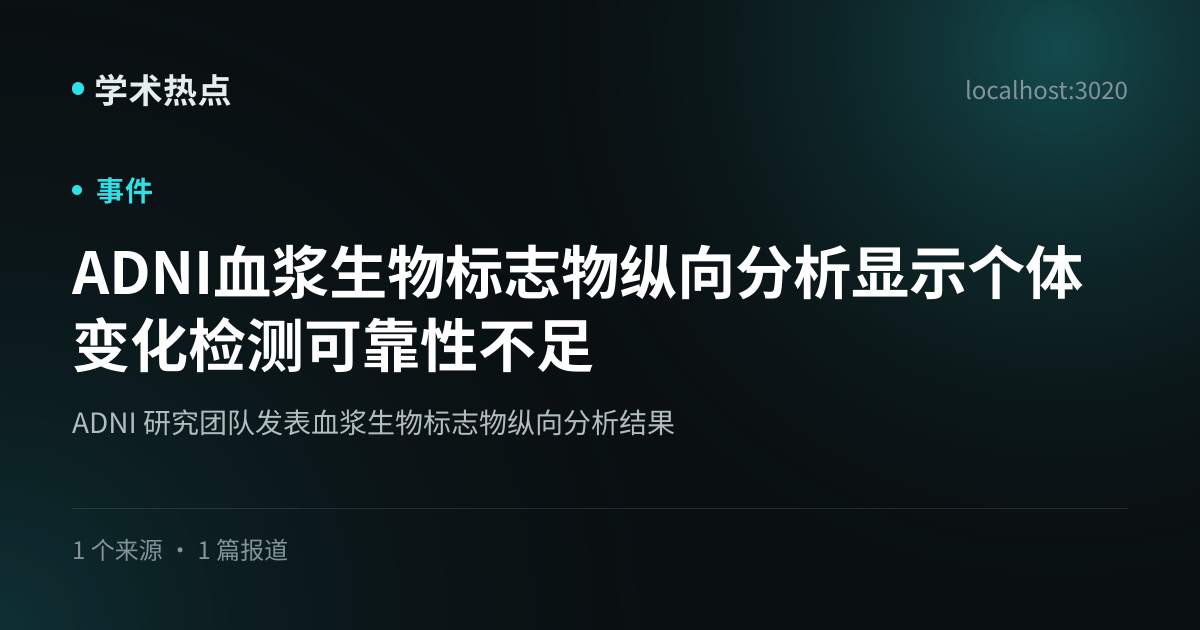 学术热点
localhost:3020
事件
ADNI血浆生物标志物纵向分析显示个体
变化检测可靠性不足
ADNI 研究团队发表血浆生物标志物纵向分析结果
1 个来源 · 1 篇报道